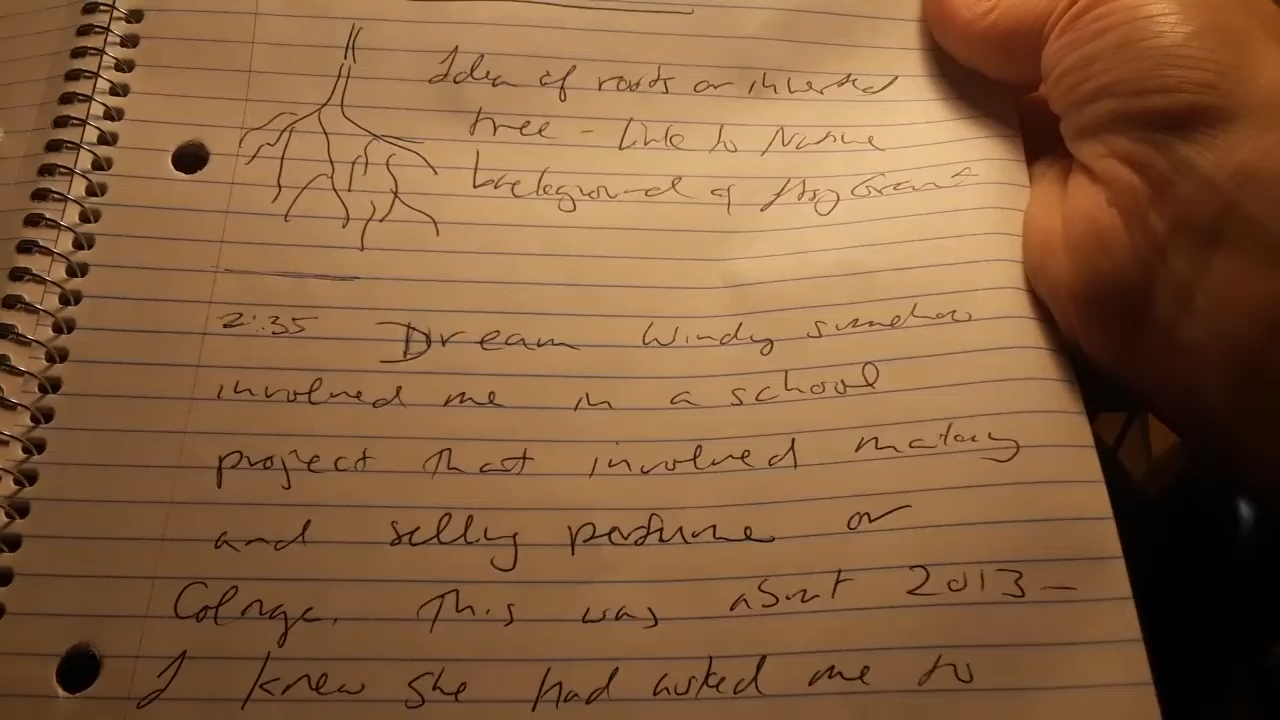 Idea of roots or inverted
tree - Link to Native
background of
2:35 Dream Windy somehow
involved me in a school
project that involved making
and selling perfume or
Cologne. This was about 2013 -
I knew she had asked me to